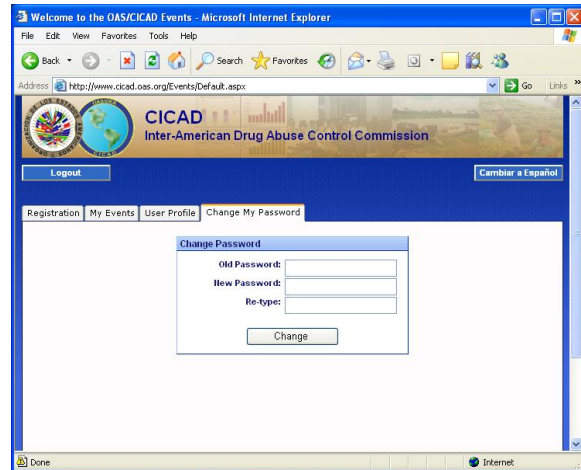 Welcome to the OAS/CICAD Events - Microsoft Internet Explorer
File Edit View Favorites Tools Help
Back Search Favorites
Address http://www.cicad.oas.org/Events/Default.aspx Go Links »
CICAD
Inter-American Drug Abuse Control Commission
Logout Cambiar a Español
Registration My Events User Profile Change My Password
Change Password
Old Password:
New Password:
Re-type:
Change
Done Internet